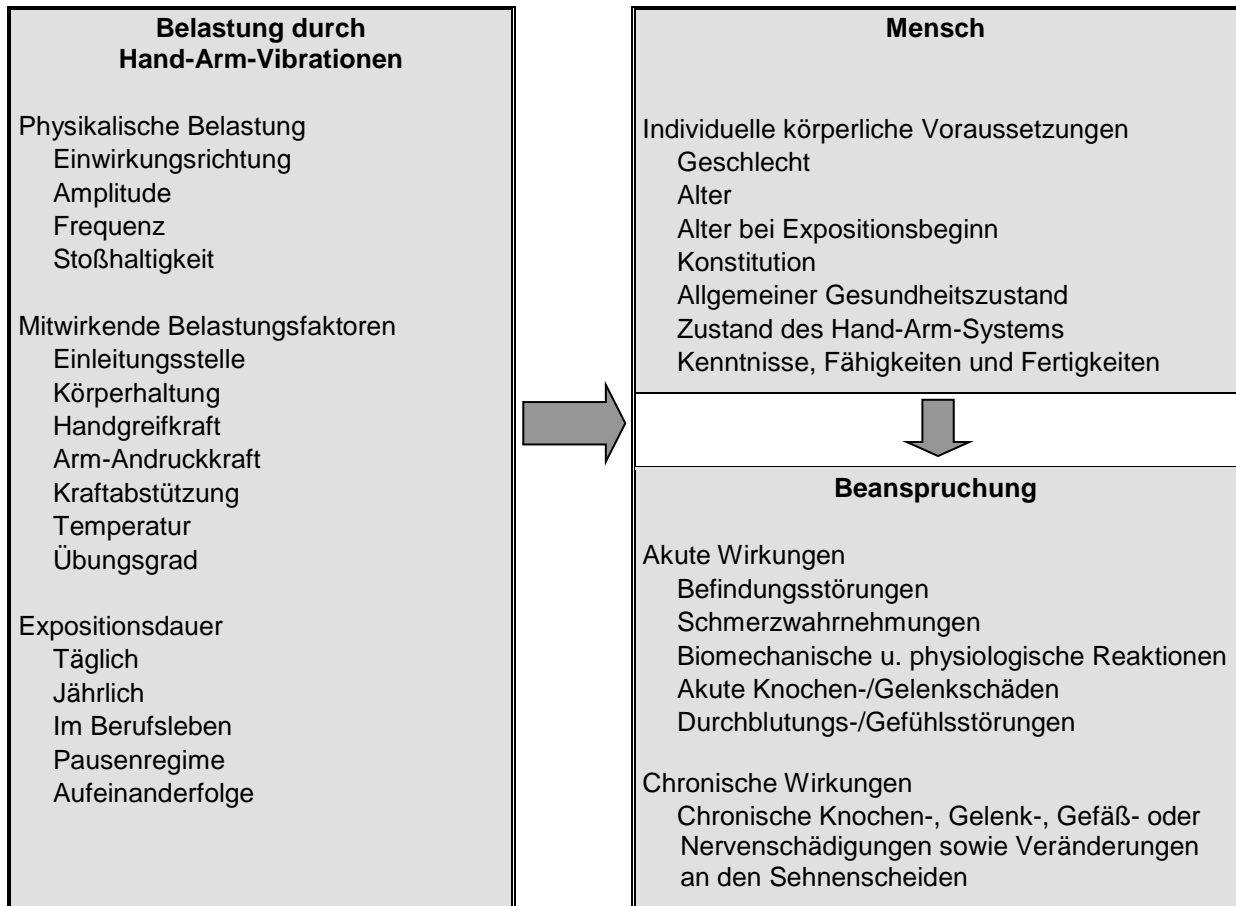 Belastung durch
Hand-Arm-Vibrationen
Physikalische Belastung
Einwirkungsrichtung
Amplitude
Frequenz
Stoßhaltigkeit
Mitwirkende Belastungsfaktoren
Einleitungsstelle
Körperhaltung
Handgreifkraft
Arm-Andruckkraft
Kraftabstützung
Temperatur
Übungsgrad
Expositionsdauer
Täglich
Jährlich
Im Berufsleben
Pausenregime
Aufeinanderfolge
Mensch
Individuelle körperliche Voraussetzungen
Geschlecht
Alter
Alter bei Expositionsbeginn
Konstitution
Allgemeiner Gesundheitszustand
Zustand des Hand-Arm-Systems
Kenntnisse, Fähigkeiten und Fertigkeiten
Beanspruchung
Akute Wirkungen
Befindungsstörungen
Schmerzwahrnehmungen
Biomechanische u. physiologische Reaktionen
Akute Knochen-/Gelenkschäden
Durchblutungs-/Gefühlsstörungen
Chronische Wirkungen
Chronische Knochen-, Gelenk-, Gefäß- oder
Nervenschädigungen sowie Veränderungen
an den Sehnenscheiden